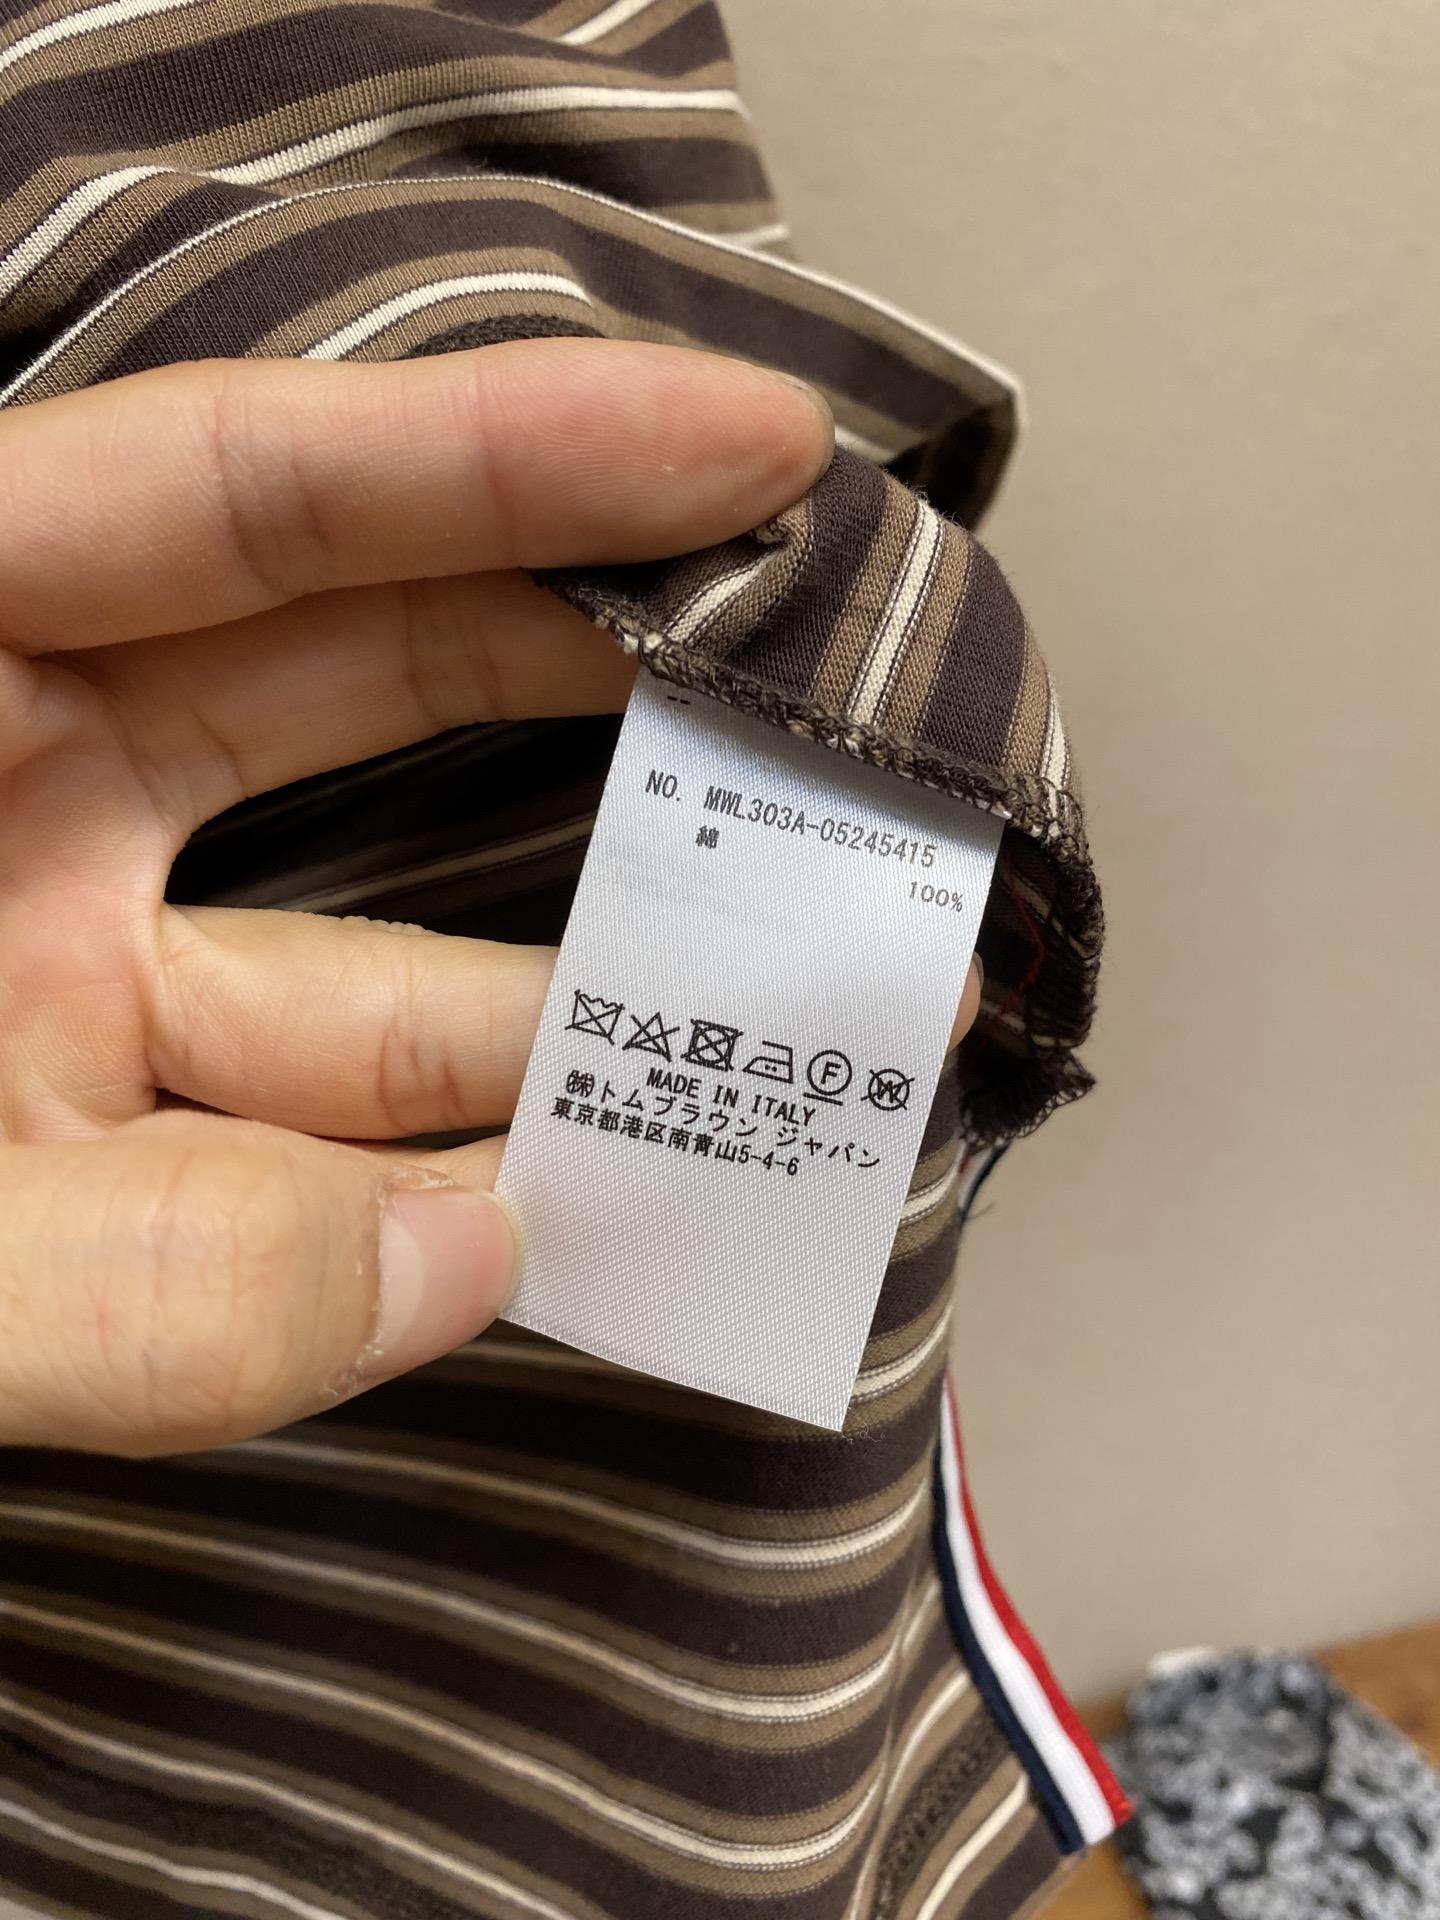 NO. MWL303A-05245415
綿
100%
F
W
MADE IN ITALY
㈱トムブラウン ジャパン
東京都港区南青山5-4-6